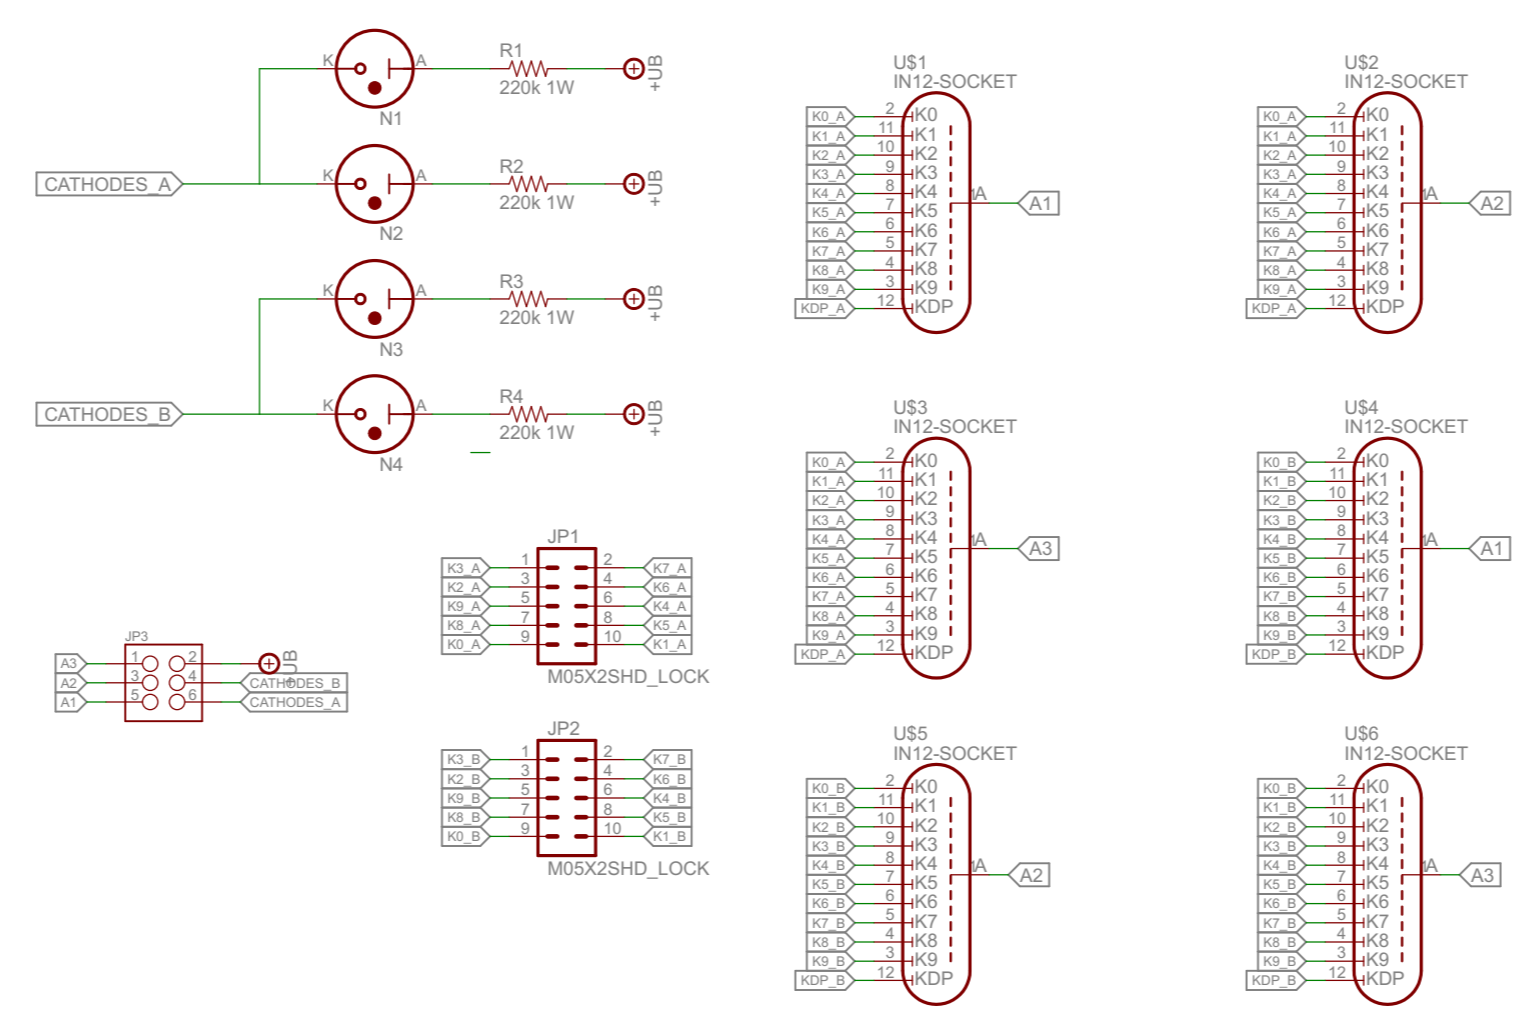 K
A
R1
220k 1W
+UB
N1
CATHODES_A
K
A
R2
220k 1W
+UB
N2
K
A
R3
220k 1W
+UB
N3
CATHODES_B
K
A
R4
220k 1W
+UB
N4
JP3
A3 1 2 +UB
A2 3 4 CATHODES_B
A1 5 6 CATHODES_A
JP1
K3_A 1 2 K7_A
K2_A 3 4 K6_A
K9_A 5 6 K4_A
K8_A 7 8 K5_A
K0_A 9 10 K1_A
M05X2SHD_LOCK
JP2
K3_B 1 2 K7_B
K2_B 3 4 K6_B
K9_B 5 6 K4_B
K8_B 7 8 K5_B
K0_B 9 10 K1_B
M05X2SHD_LOCK
U$1
IN12-SOCKET
K0_A 2 K0
K1_A 11 K1
K2_A 10 K2
K3_A 9 K3
K4_A 8 K4
1A A1
K5_A 7 K5
K6_A 6 K6
K7_A 5 K7
K8_A 4 K8
K9_A 3 K9
KDP_A 12 KDP
U$2
IN12-SOCKET
K0_A 2 K0
K1_A 11 K1
K2_A 10 K2
K3_A 9 K3
K4_A 8 K4
1A A2
K5_A 7 K5
K6_A 6 K6
K7_A 5 K7
K8_A 4 K8
K9_A 3 K9
KDP_A 12 KDP
U$3
IN12-SOCKET
K0_A 2 K0
K1_A 11 K1
K2_A 10 K2
K3_A 9 K3
K4_A 8 K4
1A A3
K5_A 7 K5
K6_A 6 K6
K7_A 5 K7
K8_A 4 K8
K9_A 3 K9
KDP_A 12 KDP
U$4
IN12-SOCKET
K0_B 2 K0
K1_B 11 K1
K2_B 10 K2
K3_B 9 K3
K4_B 8 K4
1A A1
K5_B 7 K5
K6_B 6 K6
K7_B 5 K7
K8_B 4 K8
K9_B 3 K9
KDP_B 12 KDP
U$5
IN12-SOCKET
K0_B 2 K0
K1_B 11 K1
K2_B 10 K2
K3_B 9 K3
K4_B 8 K4
1A A2
K5_B 7 K5
K6_B 6 K6
K7_B 5 K7
K8_B 4 K8
K9_B 3 K9
KDP_B 12 KDP
U$6
IN12-SOCKET
K0_B 2 K0
K1_B 11 K1
K2_B 10 K2
K3_B 9 K3
K4_B 8 K4
1A A3
K5_B 7 K5
K6_B 6 K6
K7_B 5 K7
K8_B 4 K8
K9_B 3 K9
KDP_B 12 KDP